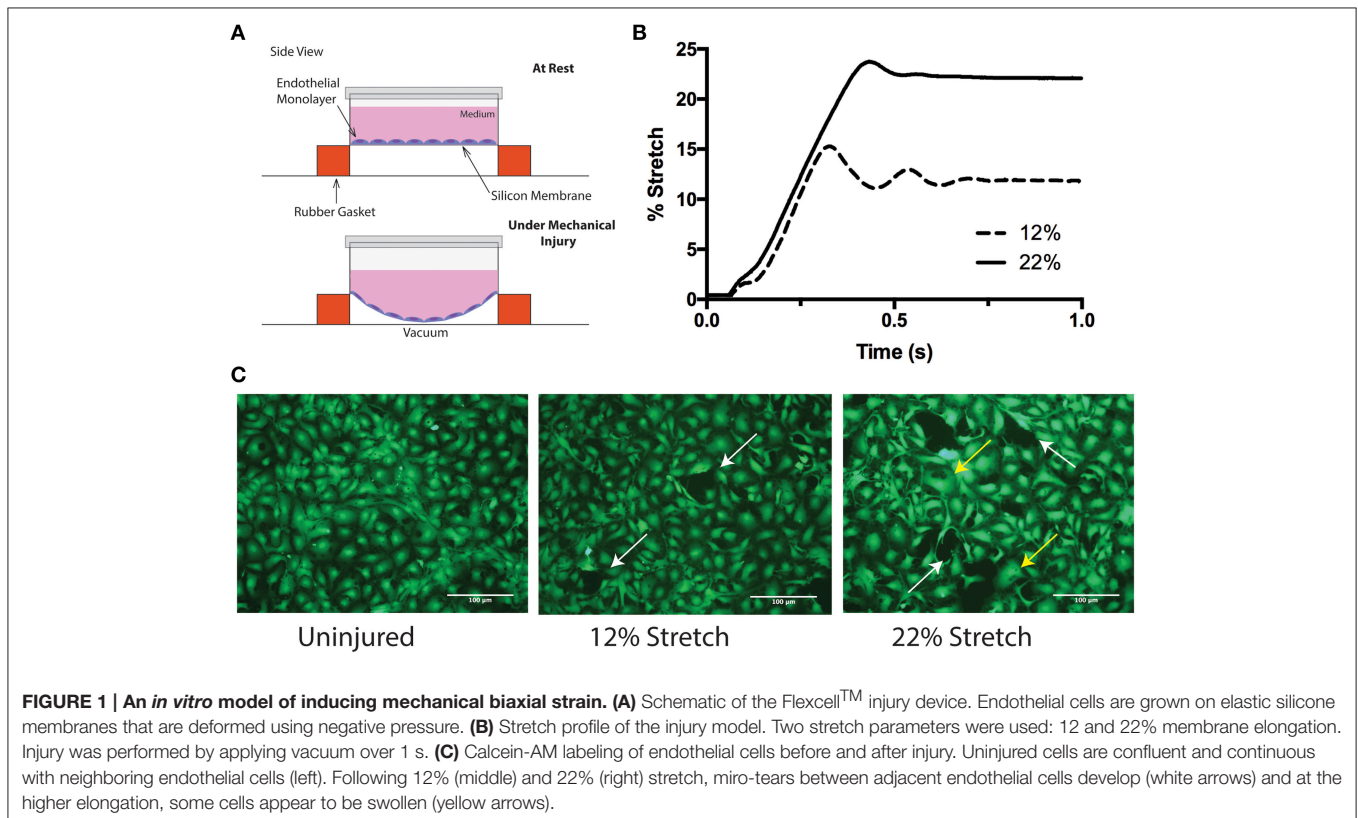 A
Side View
At Rest
Endothelial
Monolayer
Medium
Silicon Membrane
Rubber Gasket
Under Mechanical
Injury
Vacuum
B
25
20
15
10
5
0
% Stretch
12%
22%
0.0
0.5
1.0
Time (s)
C
100 µm
100 µm
100 µm
Uninjured
12% Stretch
22% Stretch
FIGURE 1 | An in vitro model of inducing mechanical biaxial strain. (A) Schematic of the Flexcell™ injury device. Endothelial cells are grown on elastic silicone
membranes that are deformed using negative pressure. (B) Stretch profile of the injury model. Two stretch parameters were used: 12 and 22% membrane elongation.
Injury was performed by applying vacuum over 1 s. (C) Calcein-AM labeling of endothelial cells before and after injury. Uninjured cells are confluent and continuous
with neighboring endothelial cells (left). Following 12% (middle) and 22% (right) stretch, miro-tears between adjacent endothelial cells develop (white arrows) and at the
higher elongation, some cells appear to be swollen (yellow arrows).